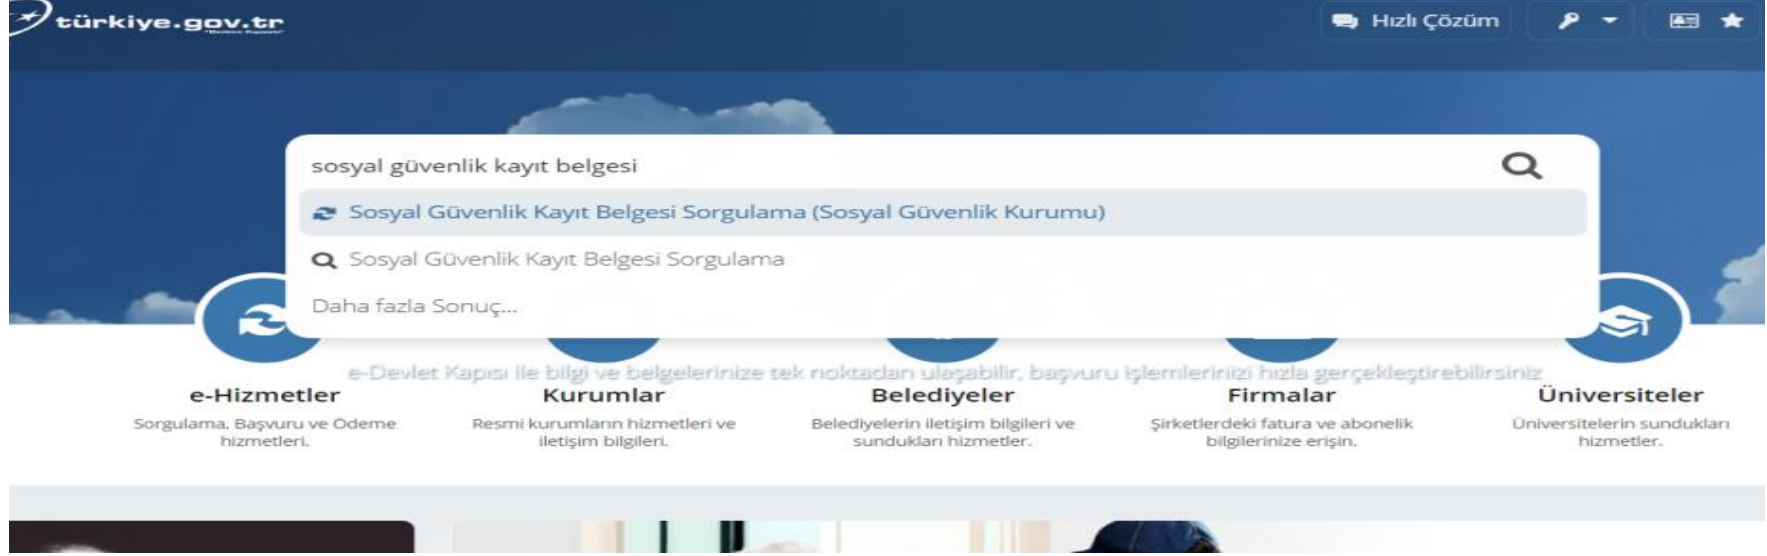 türkiye.gov.tr
Hızlı Çözüm
sosyal güvenlik kayıt belgesi
Sosyal Güvenlik Kayıt Belgesi Sorgulama (Sosyal Güvenlik Kurumu)
Sosyal Güvenlik Kayıt Belgesi Sorgulama
Daha fazla Sonuç...
e-Devlet Kapısı ile bilgi ve belgelerinize tek noktadan ulaşabilir, başvuru işlemlerinizi hızla gerçekleştirebilirsiniz
e-Hizmetler
Sorgulama, Başvuru ve Ödeme
hizmetleri.
Kurumlar
Resmi kurumların hizmetleri ve
iletişim bilgileri.
Belediyeler
Belediyelerin iletişim bilgileri ve
sundukları hizmetler.
Firmalar
Şirketlerdeki fatura ve abonelik
bilgilerinize erişin.
Üniversiteler
Üniversitelerin sundukları
hizmetler.